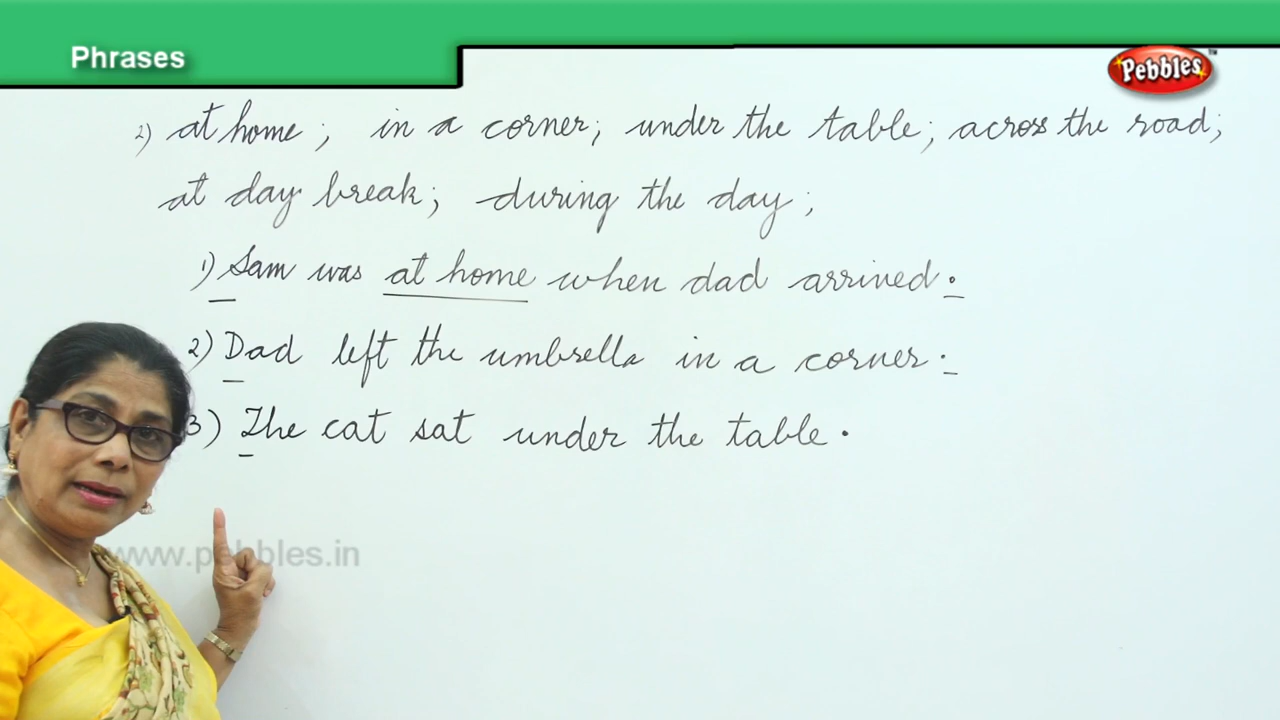 Phrases
Pebbles™
2) at home ; in a corner; under the table; across the road;
at day break; during the day ;
1) Sam was at home when dad arrived.
2) Dad left the umbrella in a corner.
3) The cat sat under the table.
www.pebbles.in